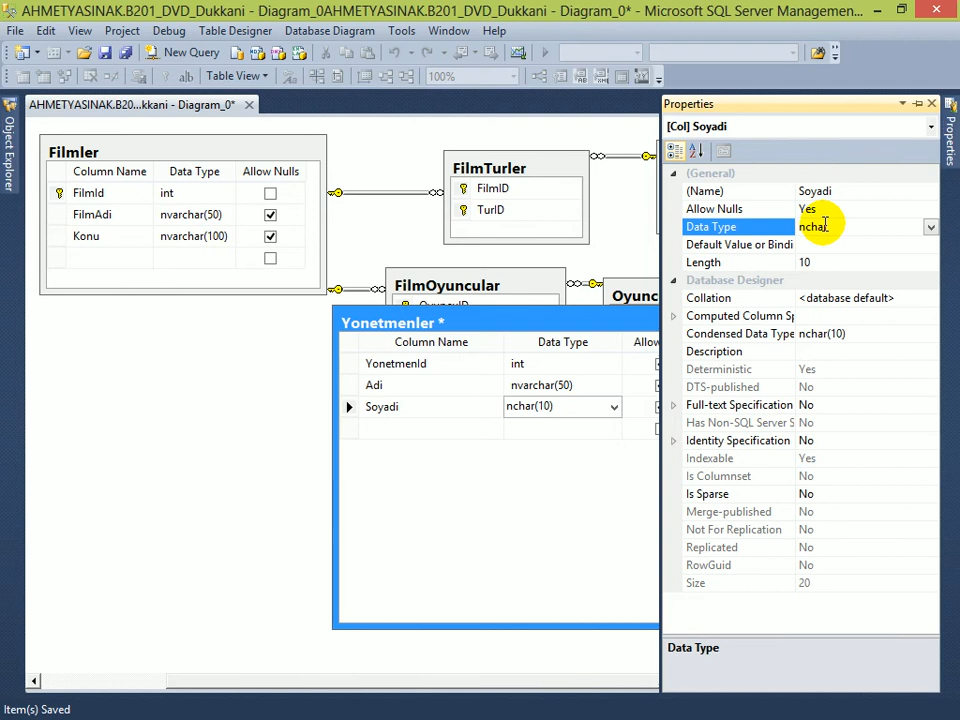 AHMETYASINAK.B201_DVD_Dukkani - Diagram_0AHMETYASINAK.B201_DVD_Dukkani - Diagram_0* - Microsoft SQL Server Managemen...
File Edit View Project Debug Table Designer Database Diagram Tools Window Help
New Query
Table View 100%
AHMETYASINAK.B20...kkani - Diagram_0*
Object Explorer
Filmler
Column Name Data Type Allow Nulls
FilmId int
FilmAdi nvarchar(50)
Konu nvarchar(100)
FilmTurler
FilmID
TurID
FilmOyuncular
OyuncuID
Oyunc
Yonetmenler *
Column Name Data Type Allow
YonetmenId int
Adi nvarchar(50)
Soyadi nchar(10)
Properties
[Col] Soyadi
(General)
(Name) Soyadi
Allow Nulls Yes
Data Type nchar
Default Value or Bindi
Length 10
Database Designer
Collation <database default>
Computed Column Sp
Condensed Data Type nchar(10)
Description
Deterministic Yes
DTS-published No
Full-text Specification No
Has Non-SQL Server S No
Identity Specification No
Indexable Yes
Is Columnset No
Is Sparse No
Merge-published No
Not For Replication No
Replicated No
RowGuid No
Size 20
Data Type
Properties
Item(s) Saved